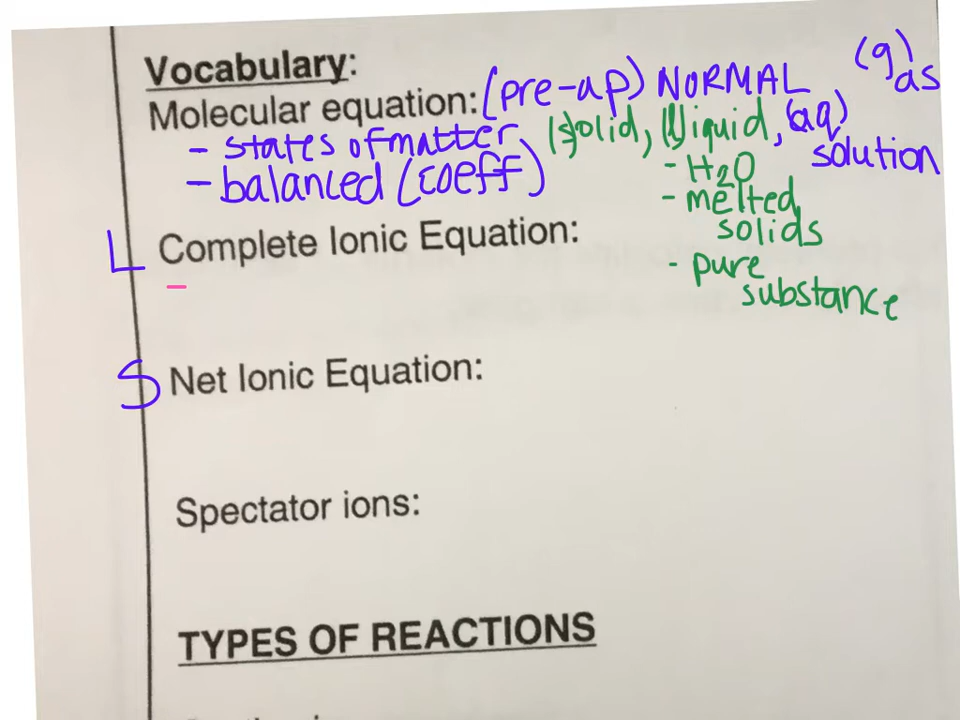 Vocabulary:
Molecular equation: (pre-ap) NORMAL (g)as
- states of matter (s)olid, (l)iquid, (aq)
solution
- balanced (coeff)
- H2O
- melted
solids
- pure
substance
L Complete Ionic Equation:
S Net Ionic Equation:
Spectator ions:
TYPES OF REACTIONS